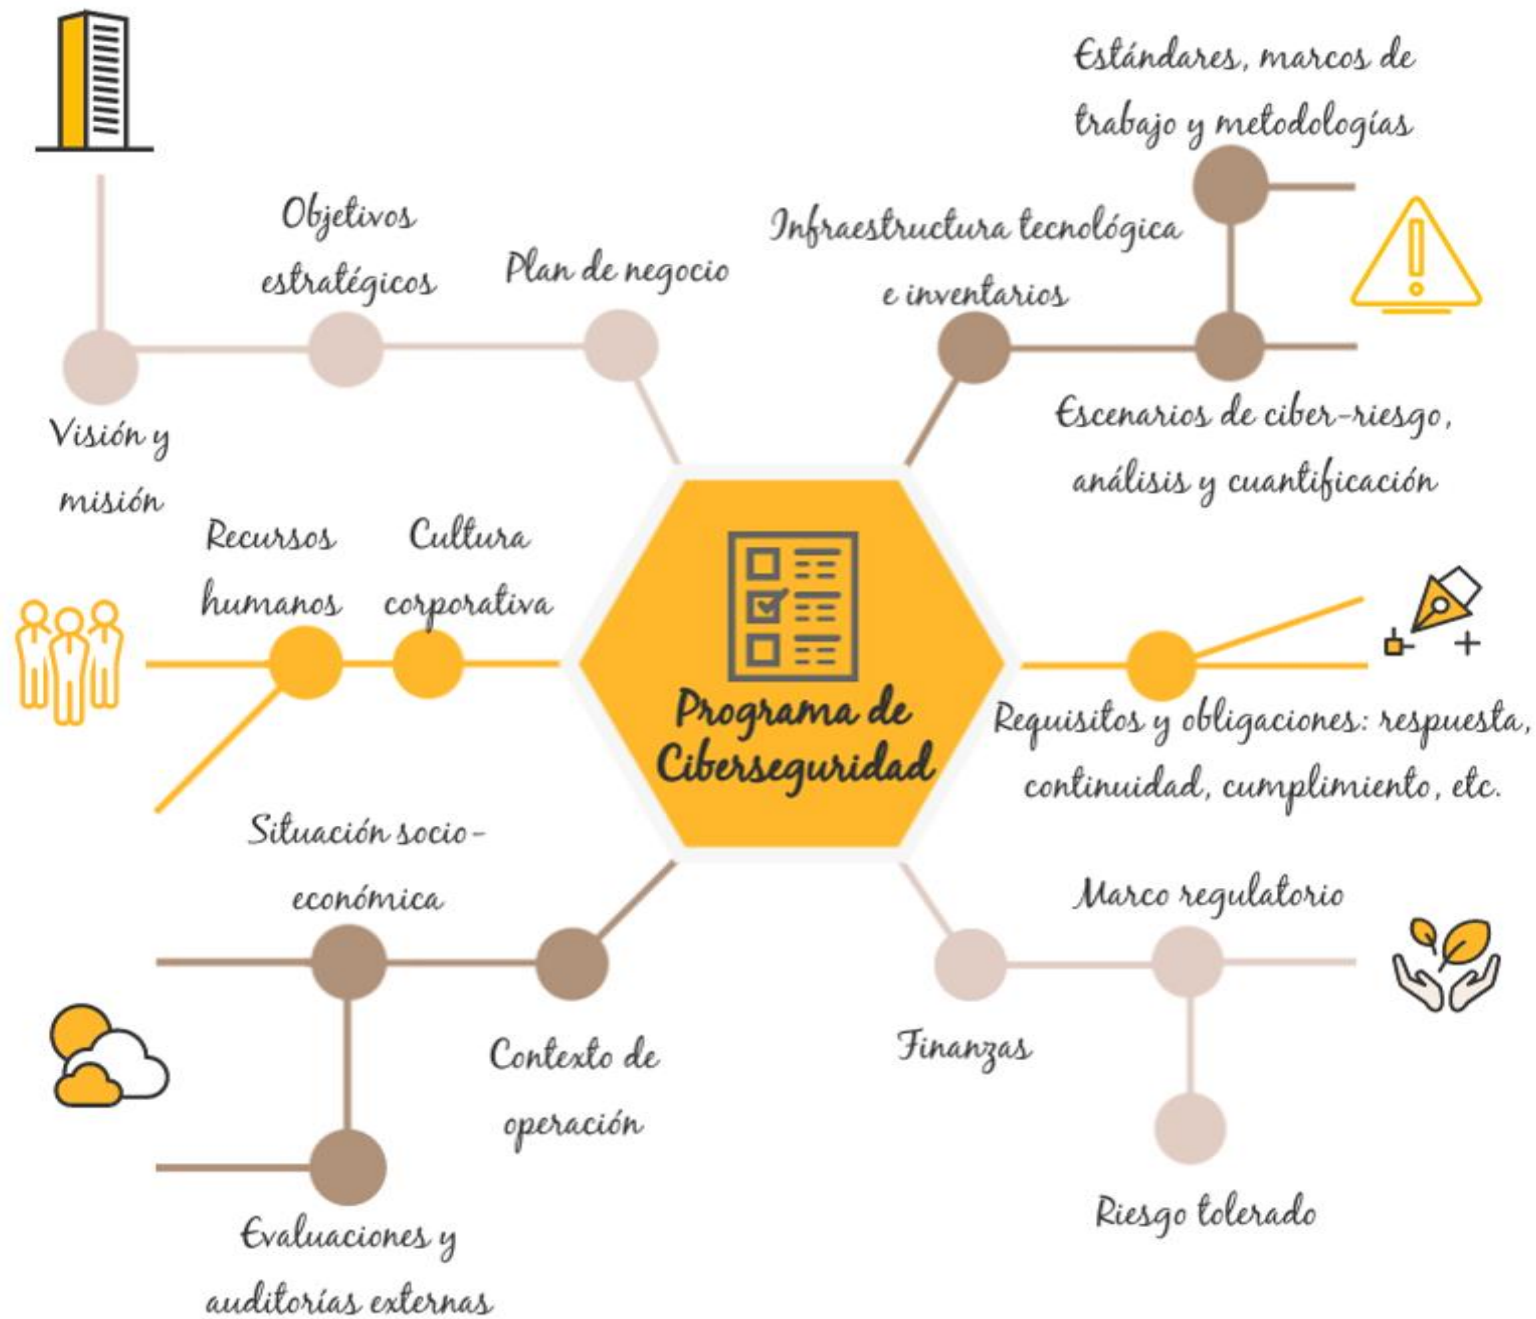 Estándares, marcos de
trabajo y metodologías
Objetivos
estratégicos
Plan de negocio
Infraestructura tecnológica
e inventarios
Visión y
misión
Escenarios de ciber-riesgo,
análisis y cuantificación
Recursos
humanos
Cultura
corporativa
Programa de
Ciberseguridad
Requisitos y obligaciones: respuesta,
continuidad, cumplimiento, etc.
Situación socio-
económica
Marco regulatorio
Contexto de
operación
Finanzas
Evaluaciones y
auditorías externas
Riesgo tolerado